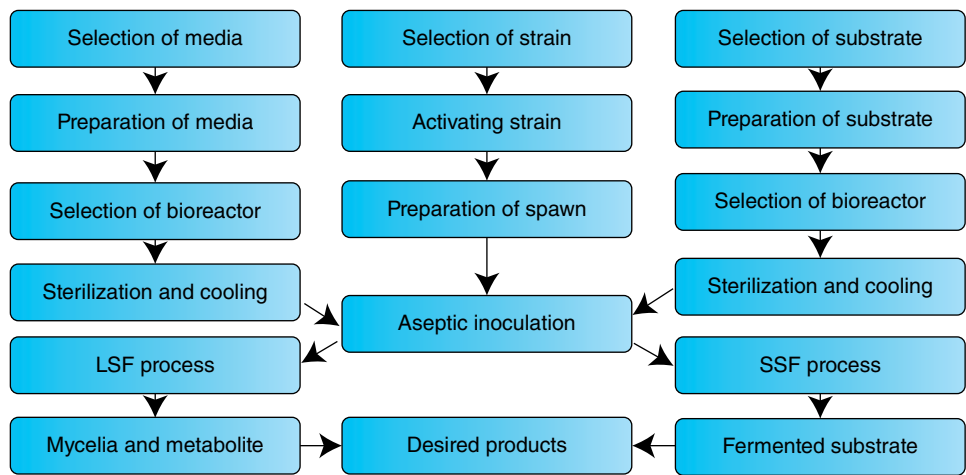 Selection of media
Selection of strain
Selection of substrate
Preparation of media
Activating strain
Preparation of substrate
Selection of bioreactor
Preparation of spawn
Selection of bioreactor
Sterilization and cooling
Aseptic inoculation
Sterilization and cooling
LSF process
SSF process
Mycelia and metabolite
Desired products
Fermented substrate